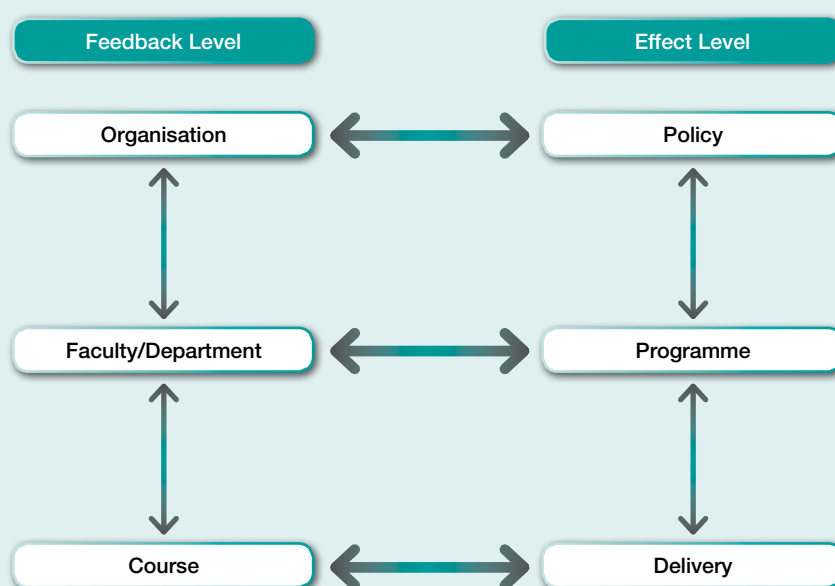 Feedback Level
Effect Level
Organisation
Policy
Faculty/Department
Programme
Course
Delivery